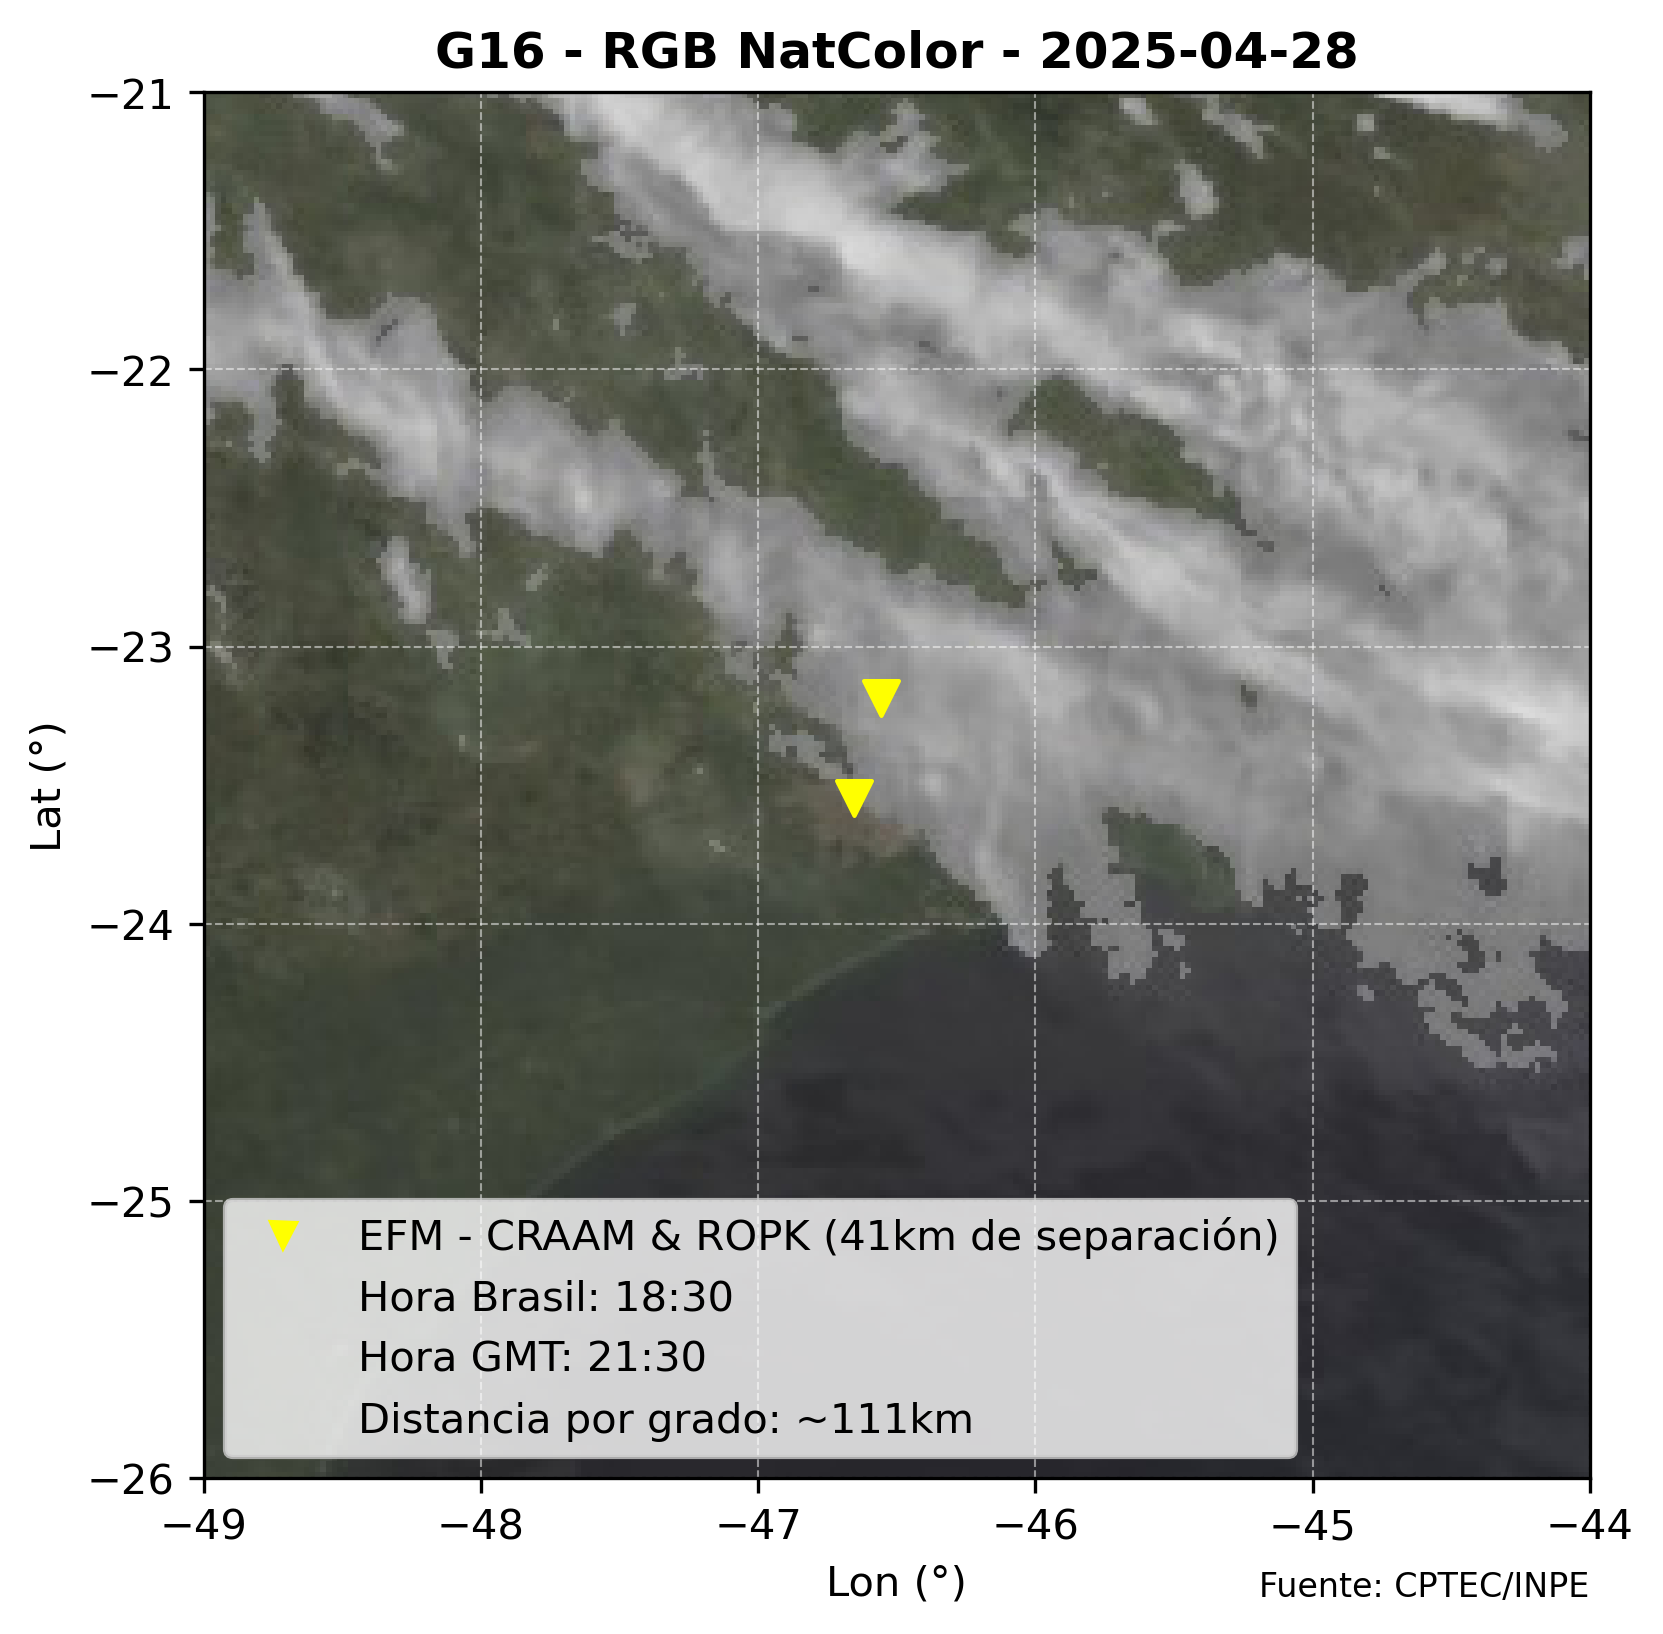 G16 - RGB NatColor - 2025-04-28
−21
−22
−23
−24
−25
−26
Lat (°)
EFM - CRAAM & ROPK (41km de separación)
Hora Brasil: 18:30
Hora GMT: 21:30
Distancia por grado: ~111km
−49
−48
−47
−46
−45
−44
Lon (°)
Fuente: CPTEC/INPE